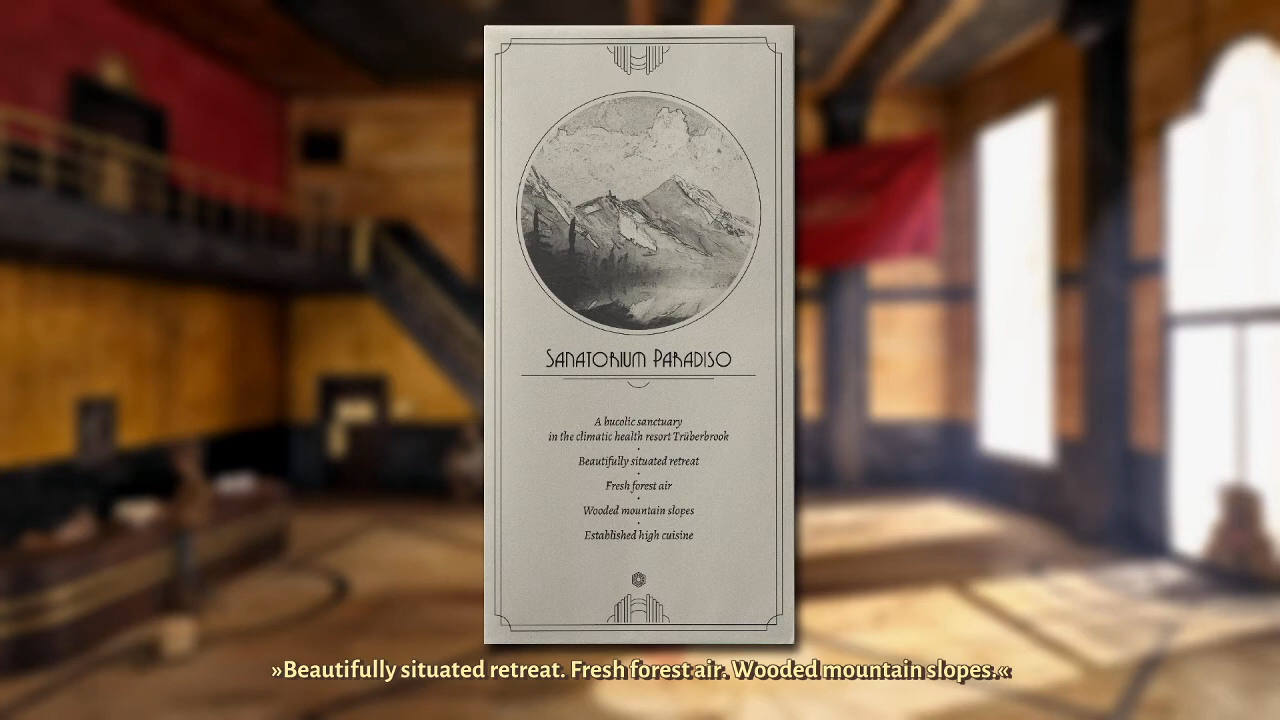 Sanatorium Paradiso
A bucolic sanctuary
in the climatic health resort Trüberbrook
Beautifully situated retreat
Fresh forest air
Wooded mountain slopes
Established high cuisine
»Beautifully situated retreat. Fresh forest air. Wooded mountain slopes.«